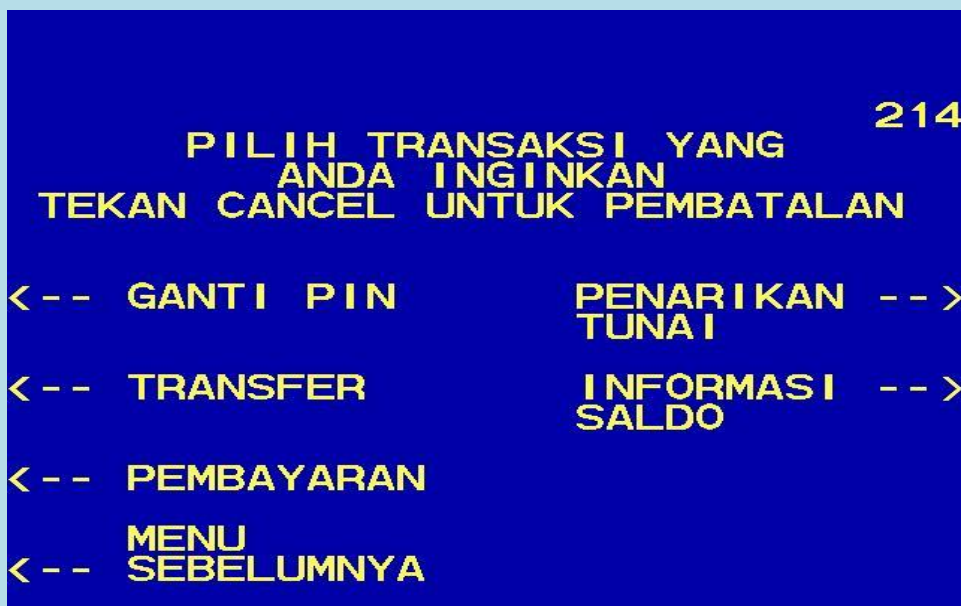 214
PILIH TRANSAKSI YANG
ANDA INGINKAN
TEKAN CANCEL UNTUK PEMBATALAN
<-- GANTI PIN
PENARIKAN -->
TUNAI
<-- TRANSFER
INFORMASI -->
SALDO
<-- PEMBAYARAN
MENU
<-- SEBELUMNYA